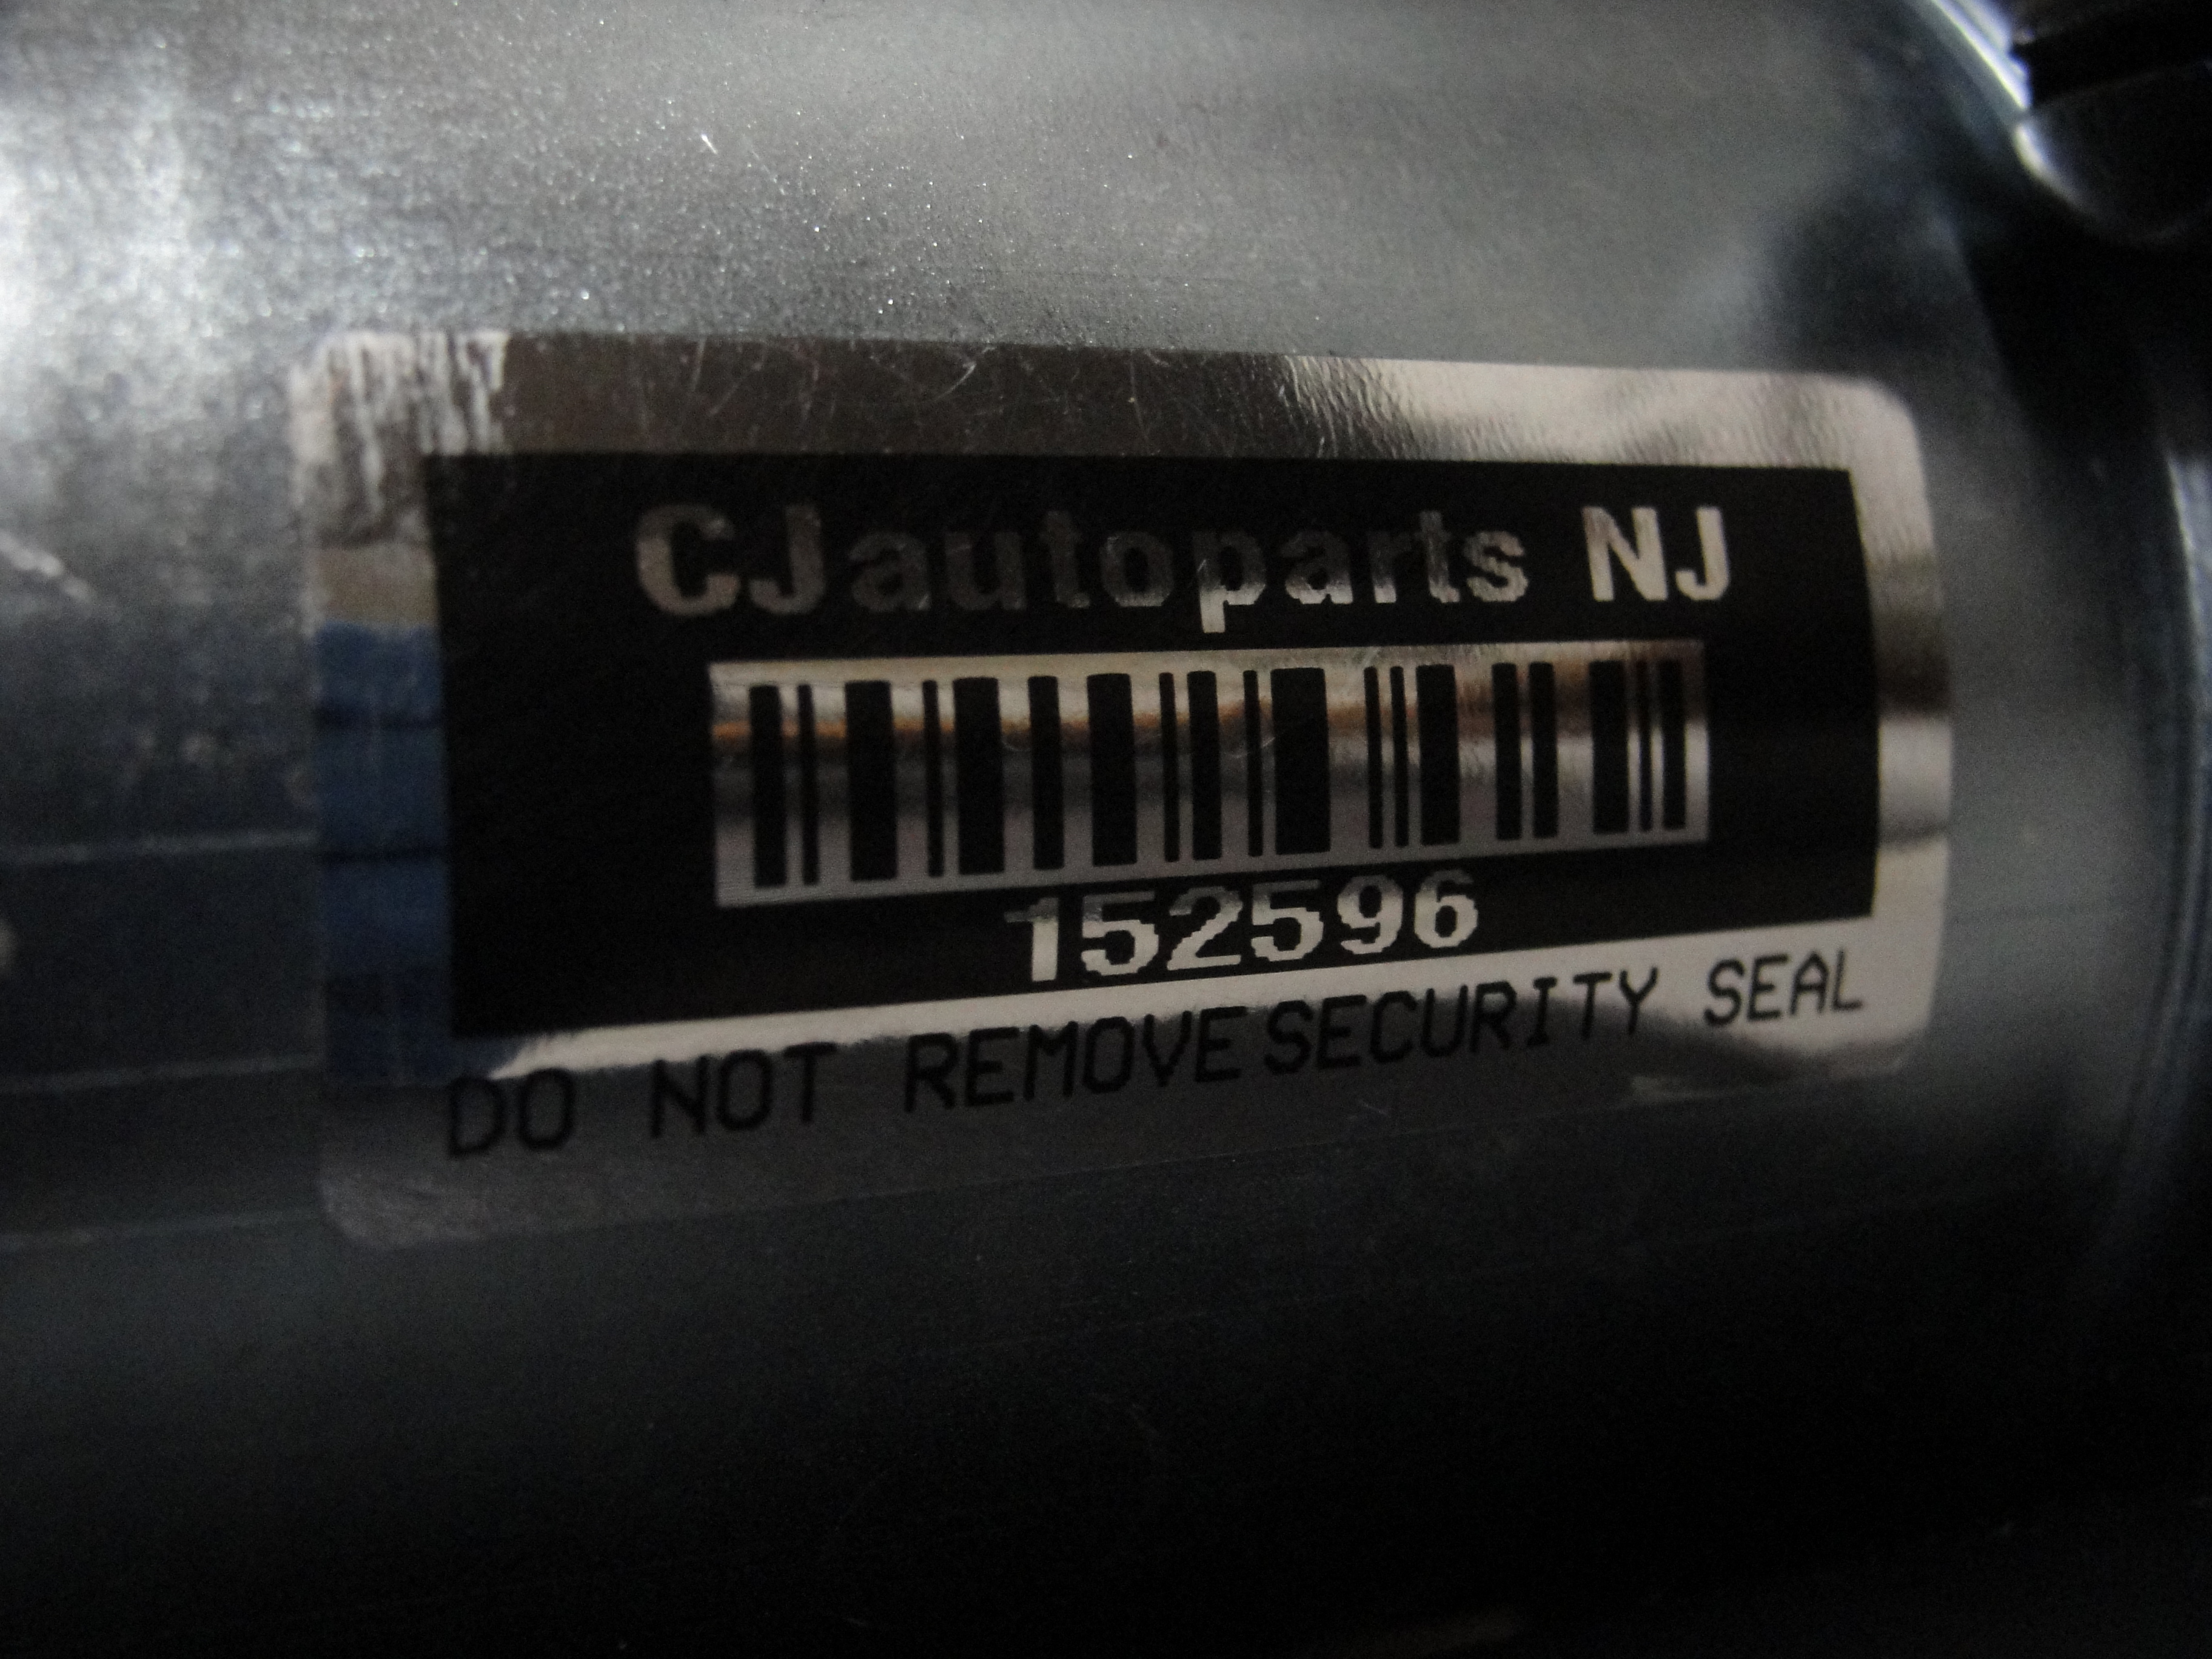 CJautoparts NJ
152596
DO NOT REMOVE SECURITY SEAL